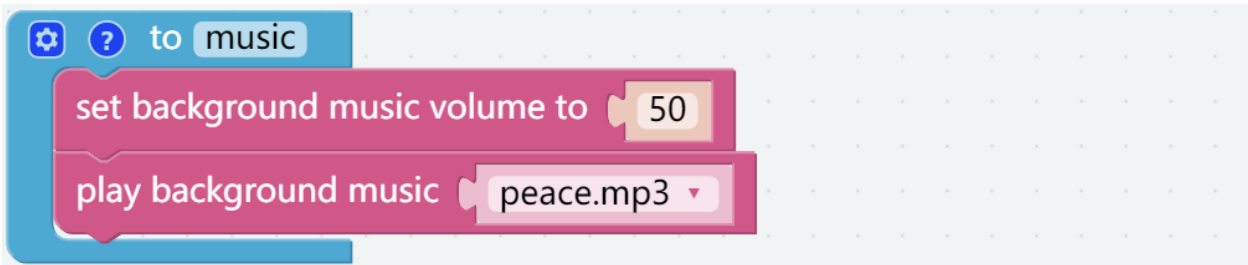 ? to music
set background music volume to 50
play background music peace.mp3